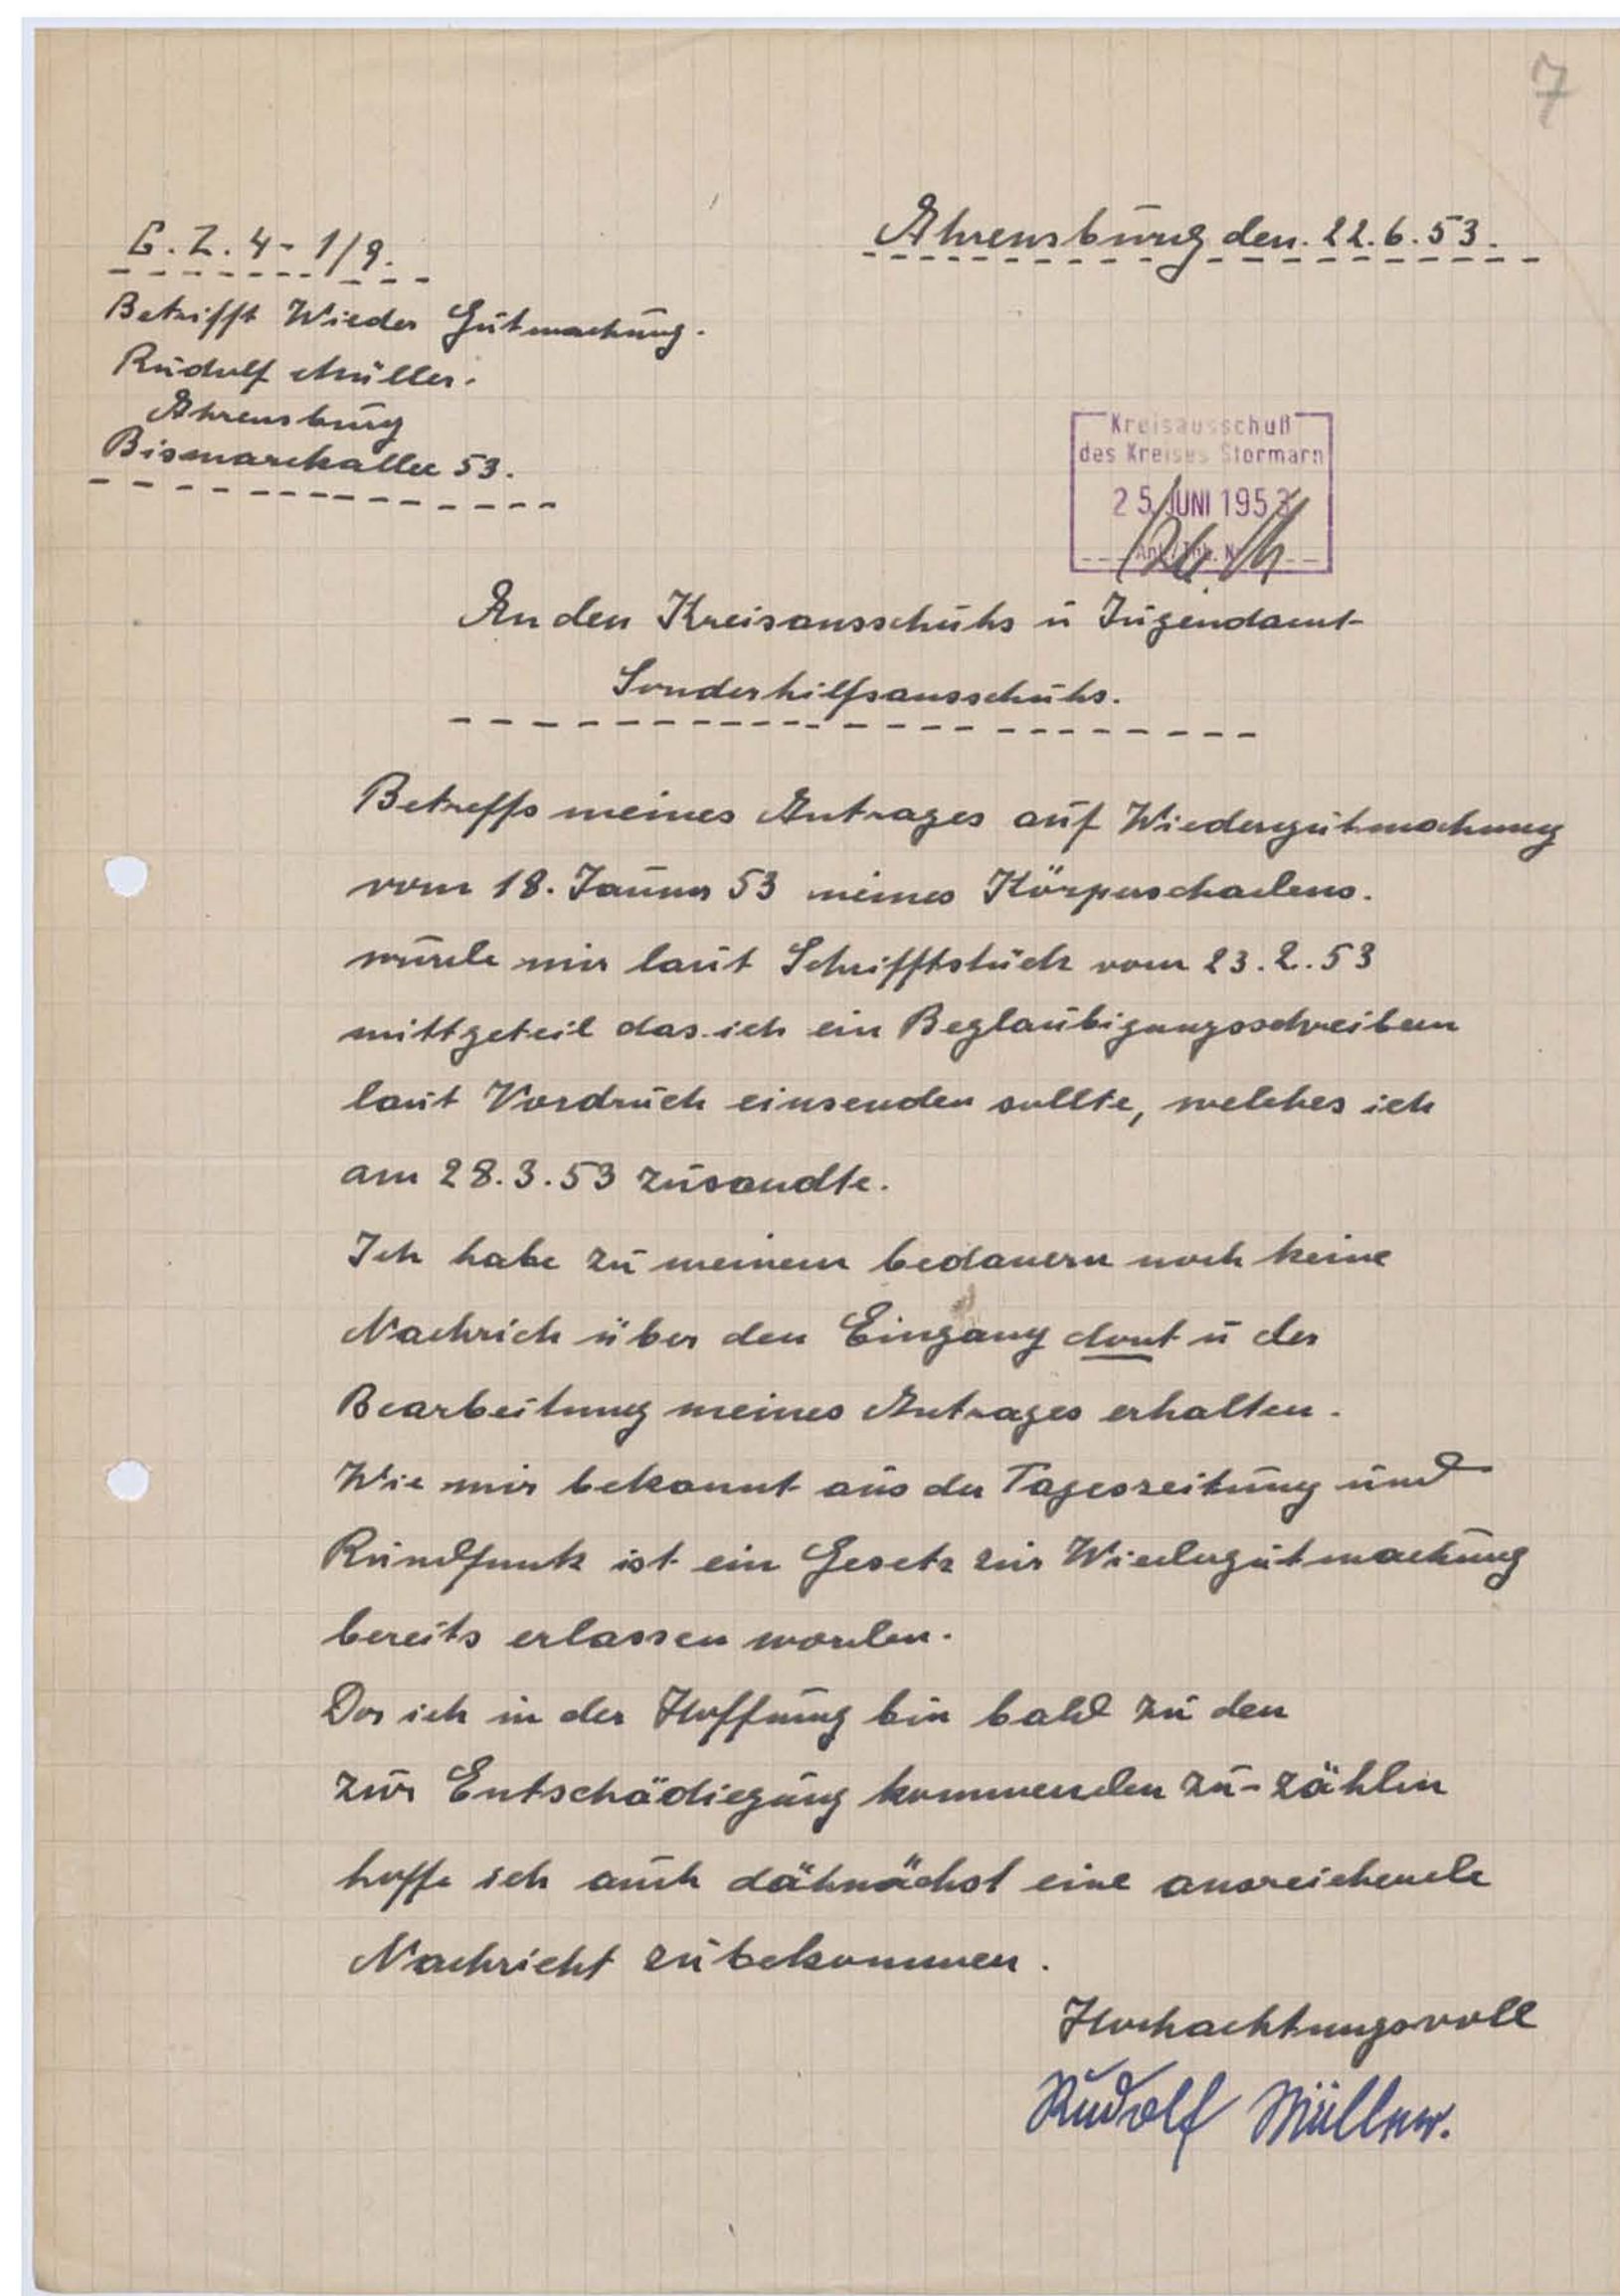 7
Ahrensburg den. 22.6.53.
G.Z. 4-1/9.
Betrifft Wieder Gutmachung.
Rudolf Müller.
Ahrensburg
Bismarckallee 53.
Kreisausschuß
des Kreises Stormarn
25. JUNI 1953
An den Kreisausschuhs u Jugendamt
Sonderhilfsausschuhs.
Betreffs meines Antrages auf Wiedergutmachung
vom 18. Januar 53 meines Körperschadens.
wurde mir laut Schrifftstück vom 23.2.53
mittgeteil das ich ein Beglaubigungsschreiben
laut Vordruck einsenden sollte, welches ich
am 28.3.53 zusandte.
Ich habe zu meinem bedauern noch keine
Nachrich über den Eingang dort u der
Bearbeitung meines Antrages erhalten.
Wie mir bekannt aus der Tageszeitung und
Rundfunk ist ein Gesetz zur Wiedergutmachung
bereits erlassen worden.
Da ich in der Hoffnung bin bald zu den
zur Entschädiegung kommenden zu-zählen
hoffe ich auch dähnächst eine ausreichende
Nachricht zubekommen.
Hochachtungsvoll
Rudolf Müller.